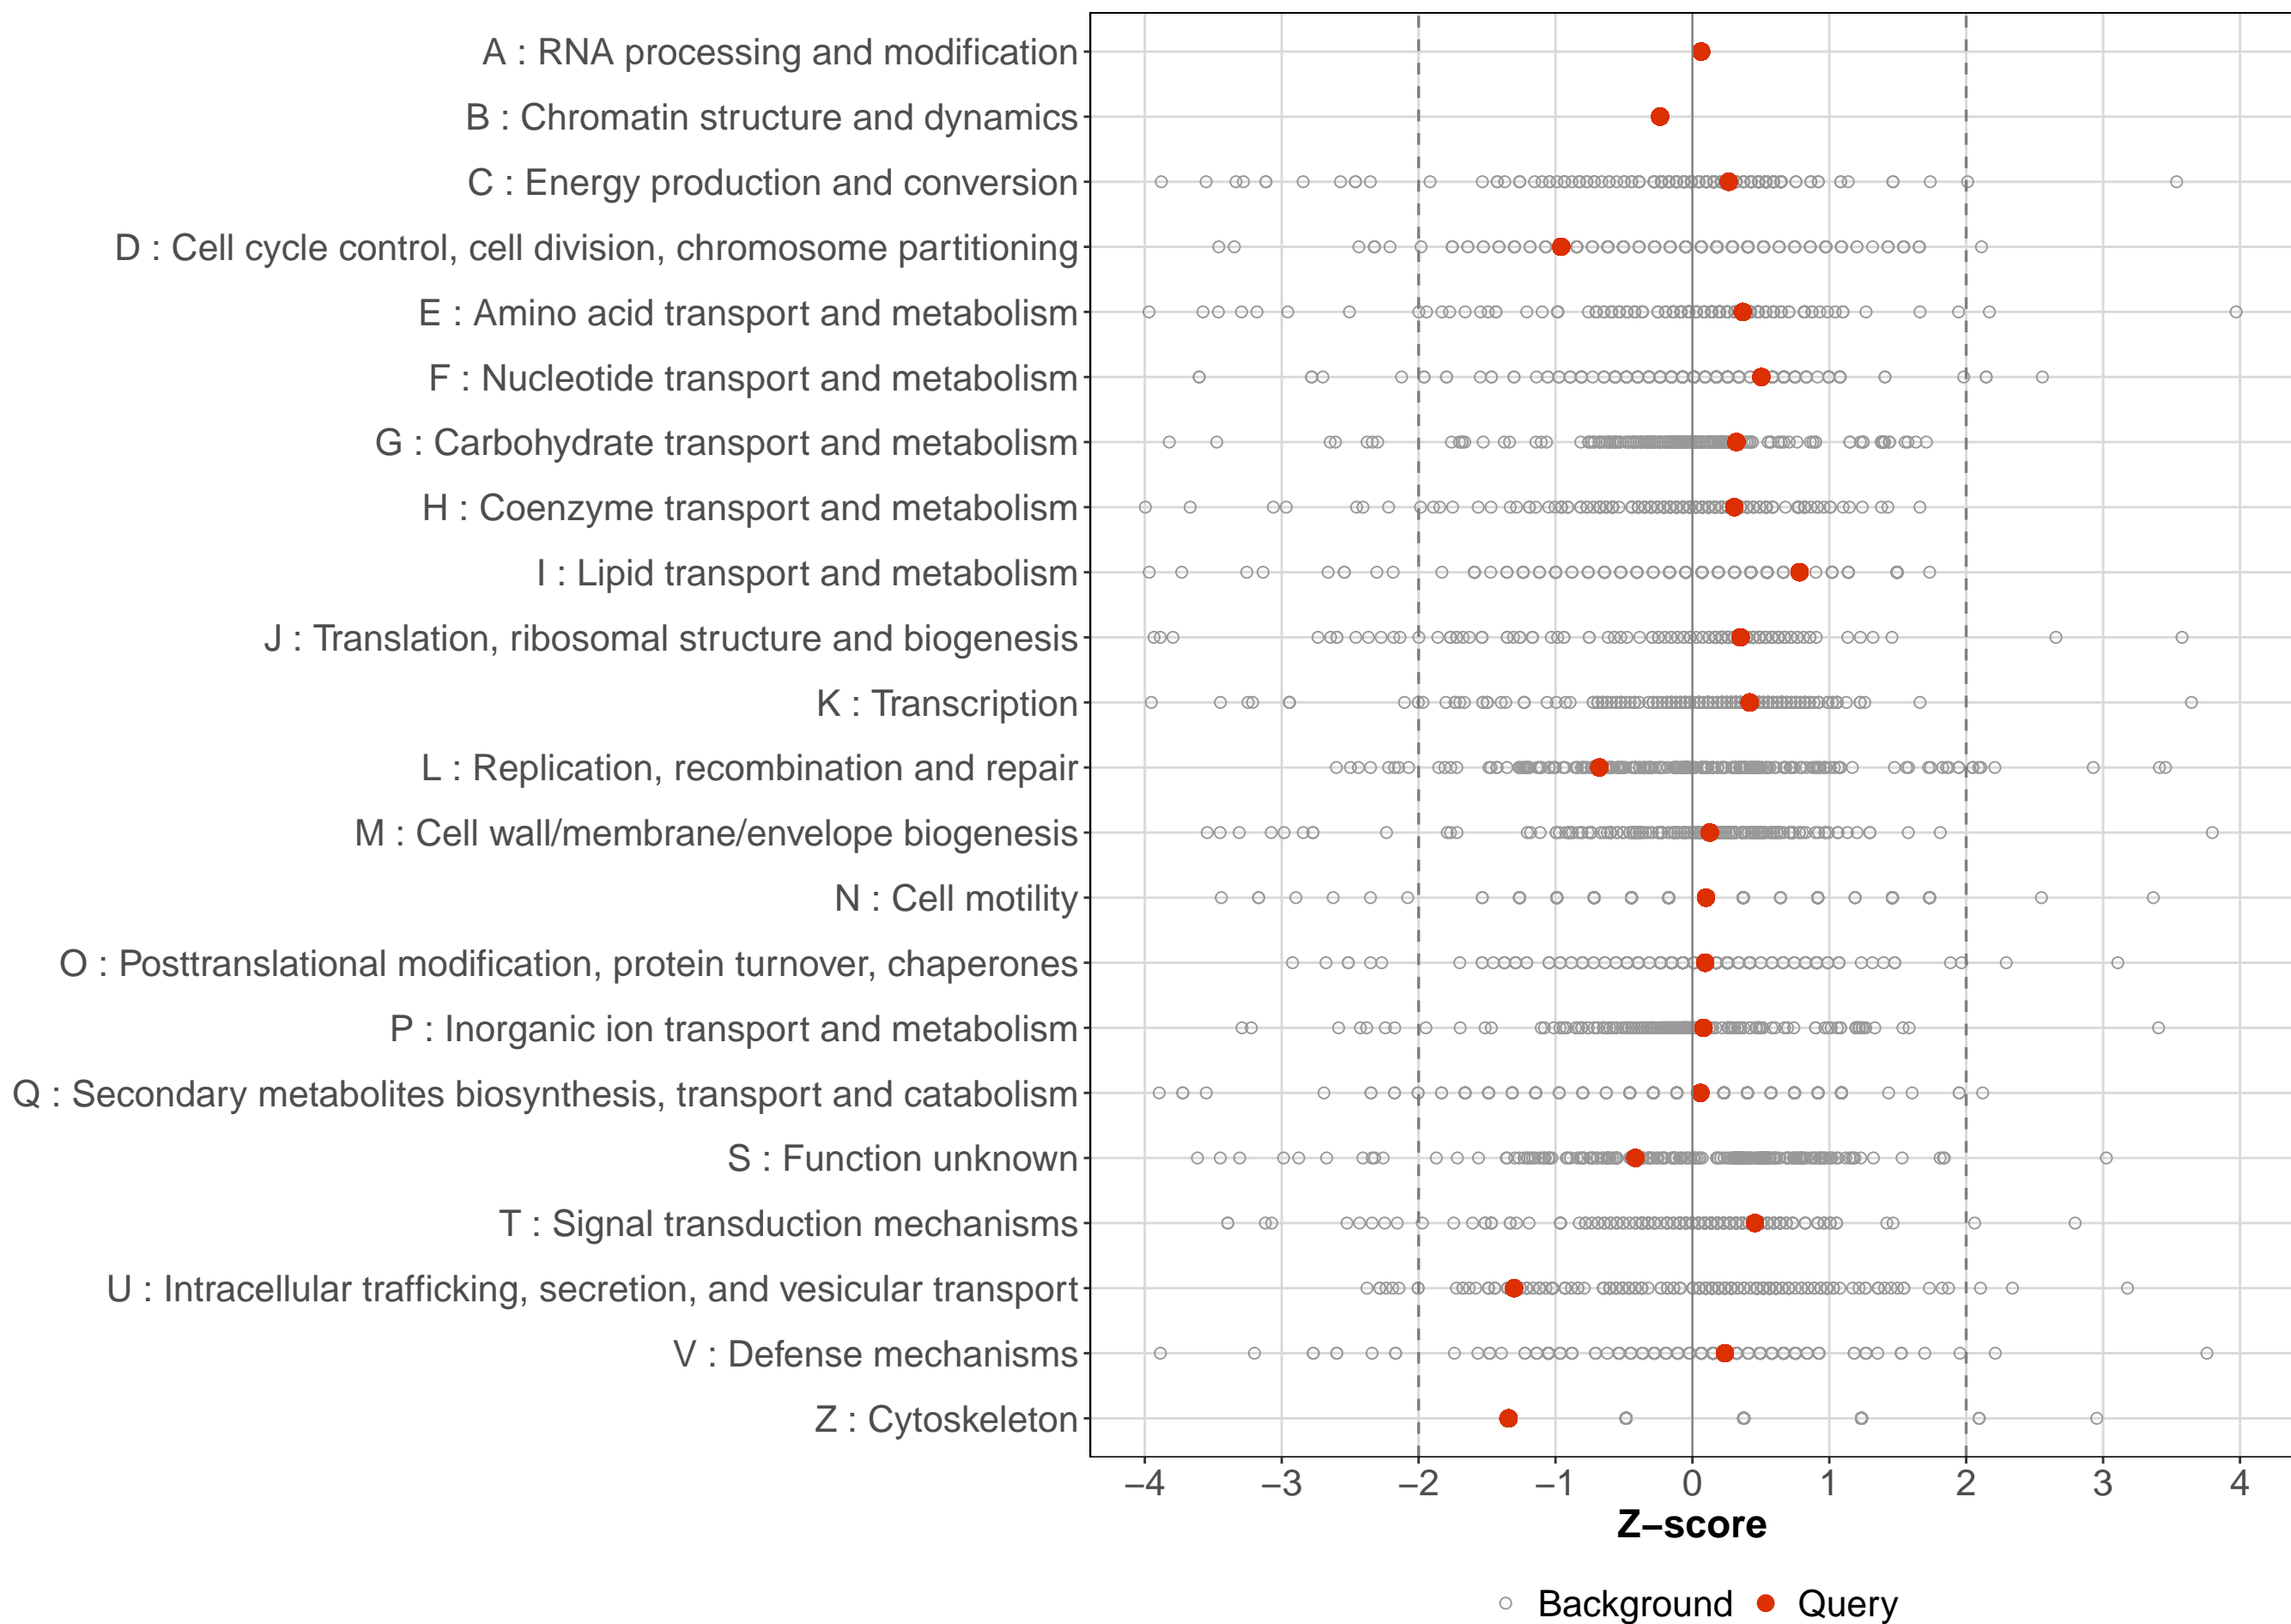 A : RNA processing and modification
B : Chromatin structure and dynamics
C : Energy production and conversion
D : Cell cycle control, cell division, chromosome partitioning
E : Amino acid transport and metabolism
F : Nucleotide transport and metabolism
G : Carbohydrate transport and metabolism
H : Coenzyme transport and metabolism
I : Lipid transport and metabolism
J : Translation, ribosomal structure and biogenesis
K : Transcription
L : Replication, recombination and repair
M : Cell wall/membrane/envelope biogenesis
N : Cell motility
O : Posttranslational modification, protein turnover, chaperones
P : Inorganic ion transport and metabolism
Q : Secondary metabolites biosynthesis, transport and catabolism
S : Function unknown
T : Signal transduction mechanisms
U : Intracellular trafficking, secretion, and vesicular transport
V : Defense mechanisms
Z : Cytoskeleton
−4 −3 −2 −1 0 1 2 3 4
Z−score
Background Query